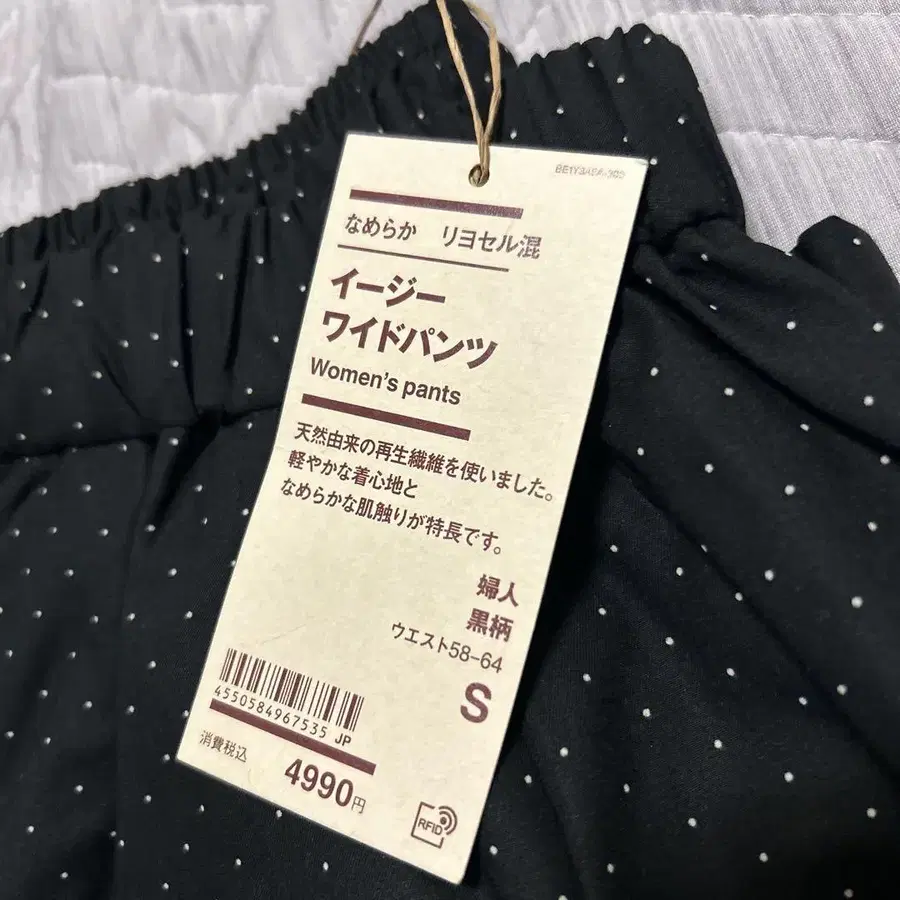 なめらか リヨセル混
イージー
ワイドパンツ
Women's pants
天然由来の再生繊維を使いました。
軽やかな着心地と
なめらかな肌触りが特長です。
婦人
黒柄
ウエスト58-64
S
4550584967535 JP
消費税込
4990円
RFID